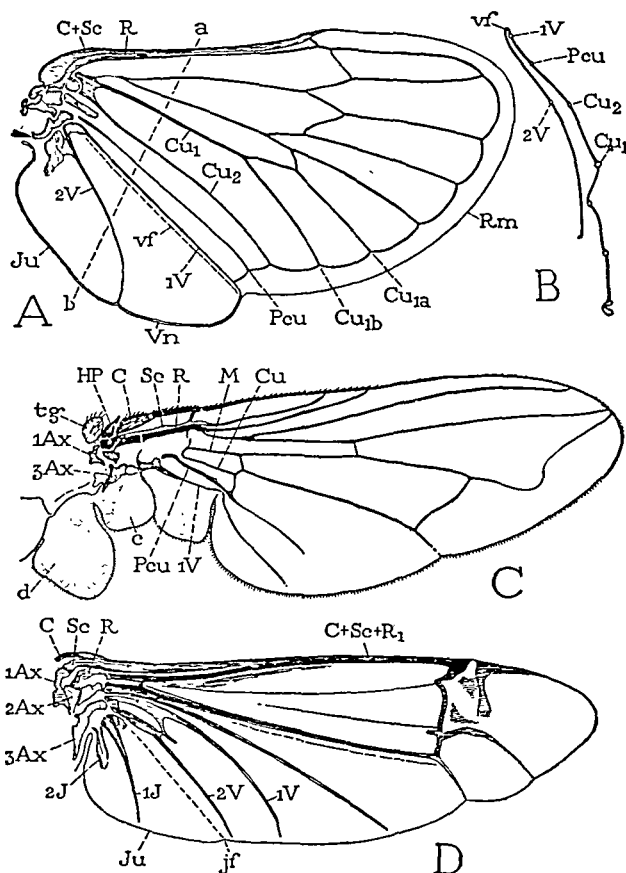 C+Sc R a
vf 1V
Pcu
Cu2
2V
Cu1
Cu1
Cu2
2V
vf
1V
Rm
Ju
b
A
Vn
Pcu
Cu1b
Cu1a
B
HP C Sc R M Cu
tg
1Ax
3Ax
c
d
Pcu 1V
C
C Sc R
C+Sc+R1
1Ax
2Ax
3Ax
2J
1J
2V
1V
Ju
jf
D